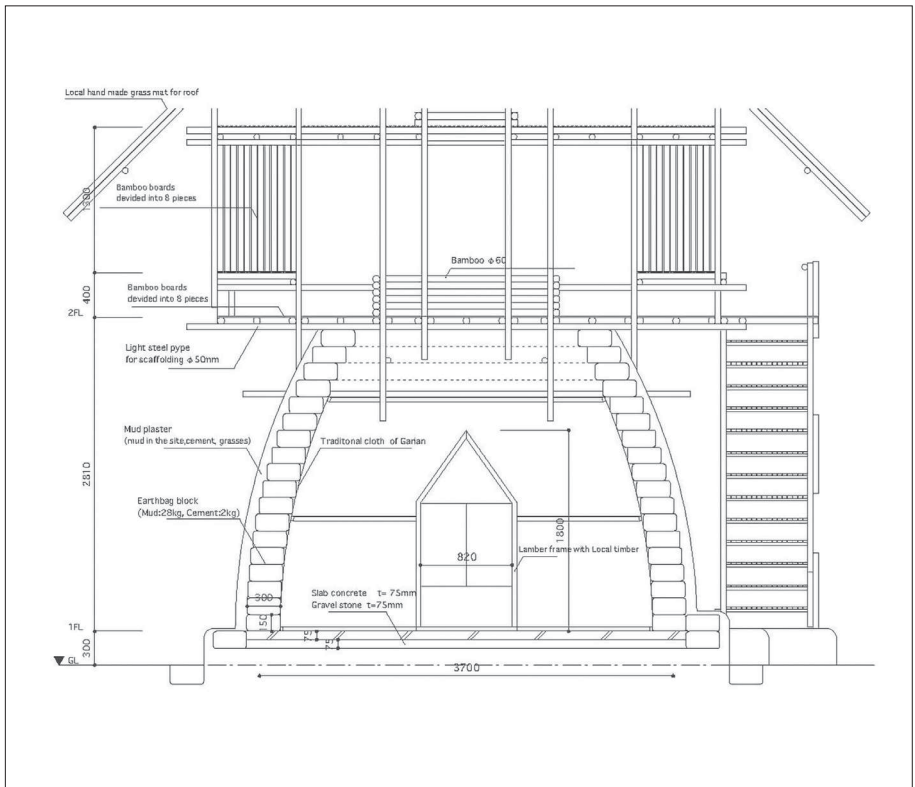 Local hand made grass mat for roof
1300
Bamboo boards
devided into 8 pieces
Bamboo φ 60
400
Bamboo boards
devided into 8 pieces
2FL
Light steel pype
for scaffolding φ 50mm
Mud plaster
(mud in the site,cement, grasses)
Traditonal cloth of Garian
2810
Earthbag block
(Mud:28kg, Cement:2kg)
1800
820
Lamber frame with Local timber
300
Slab concrete t= 75mm
Gravel stone t=75mm
150
1FL
75
75
300
GL
3700